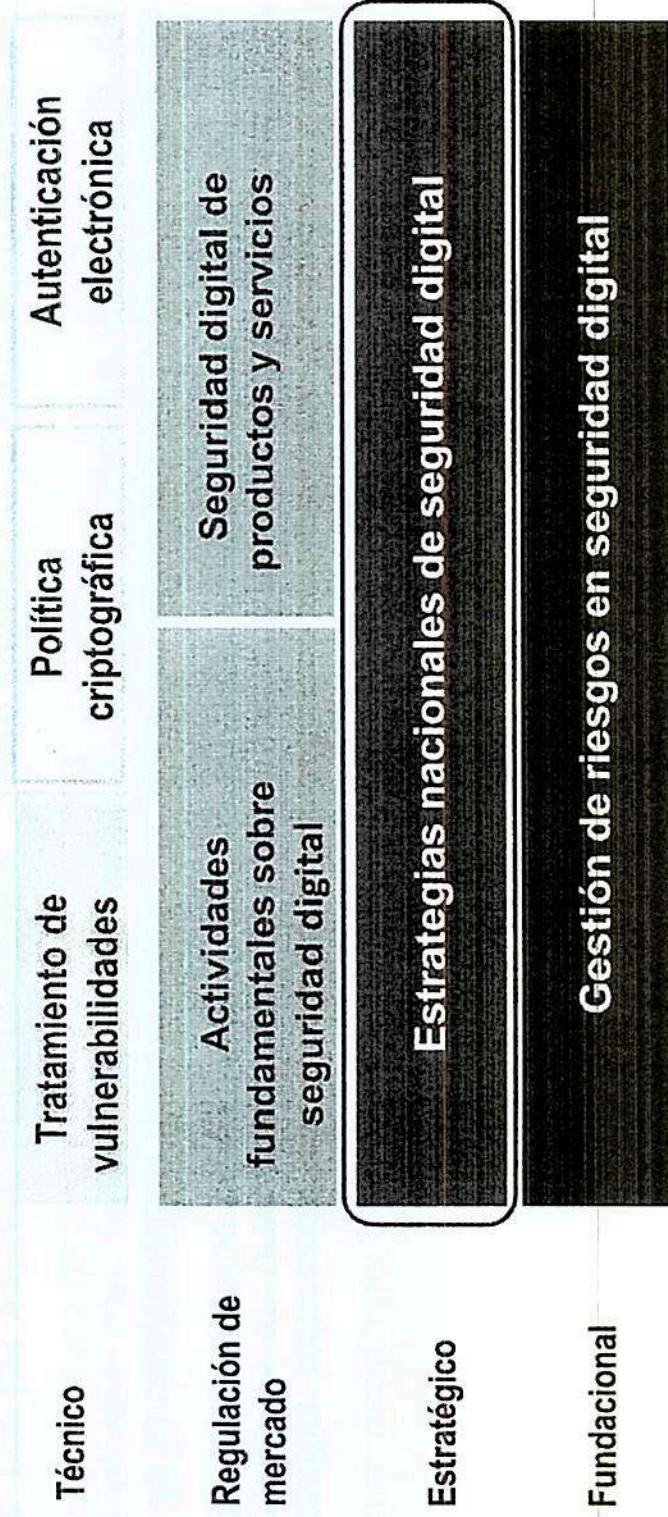 Técnico
Tratamiento de
vulnerabilidades
Política
criptográfica
Autenticación
electrónica
Regulación de
mercado
Actividades
fundamentales sobre
seguridad digital
Seguridad digital de
productos y servicios
Estratégico
Estrategias nacionales de seguridad digital
Fundacional
Gestión de riesgos en seguridad digital